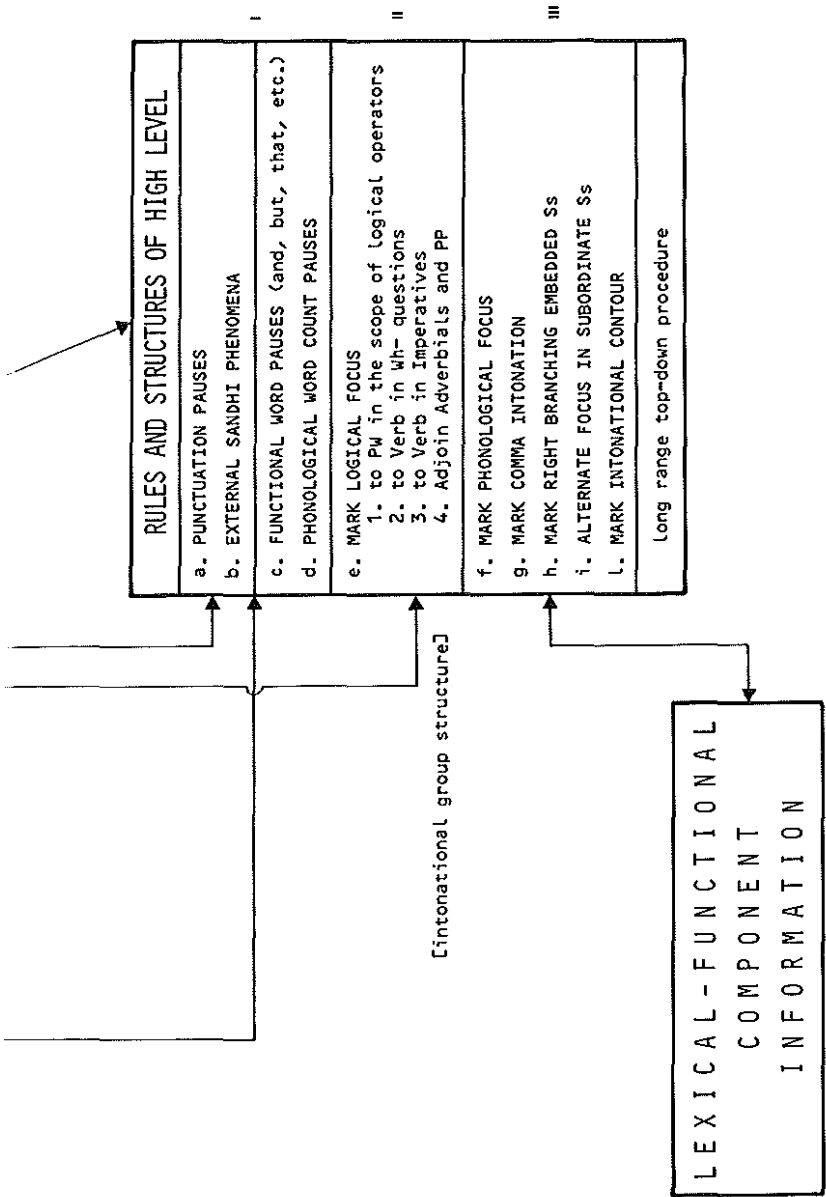 RULES AND STRUCTURES OF HIGH LEVEL
a. PUNCTUATION PAUSES
b. EXTERNAL SANDHI PHENOMENA
I
c. FUNCTIONAL WORD PAUSES (and, but, that, etc.)
d. PHONOLOGICAL WORD COUNT PAUSES
e. MARK LOGICAL FOCUS
1. to PW in the scope of logical operators
2. to Verb in Wh- questions
3. to Verb in Imperatives
4. Adjoin Adverbials and PP
II
f. MARK PHONOLOGICAL FOCUS
g. MARK COMMA INTONATION
h. MARK RIGHT BRANCHING EMBEDDED Ss
i. ALTERNATE FOCUS IN SUBORDINATE Ss
l. MARK INTONATIONAL CONTOUR
III
long range top-down procedure
[intonational group structure]
LEXICAL-FUNCTIONAL
COMPONENT
INFORMATION